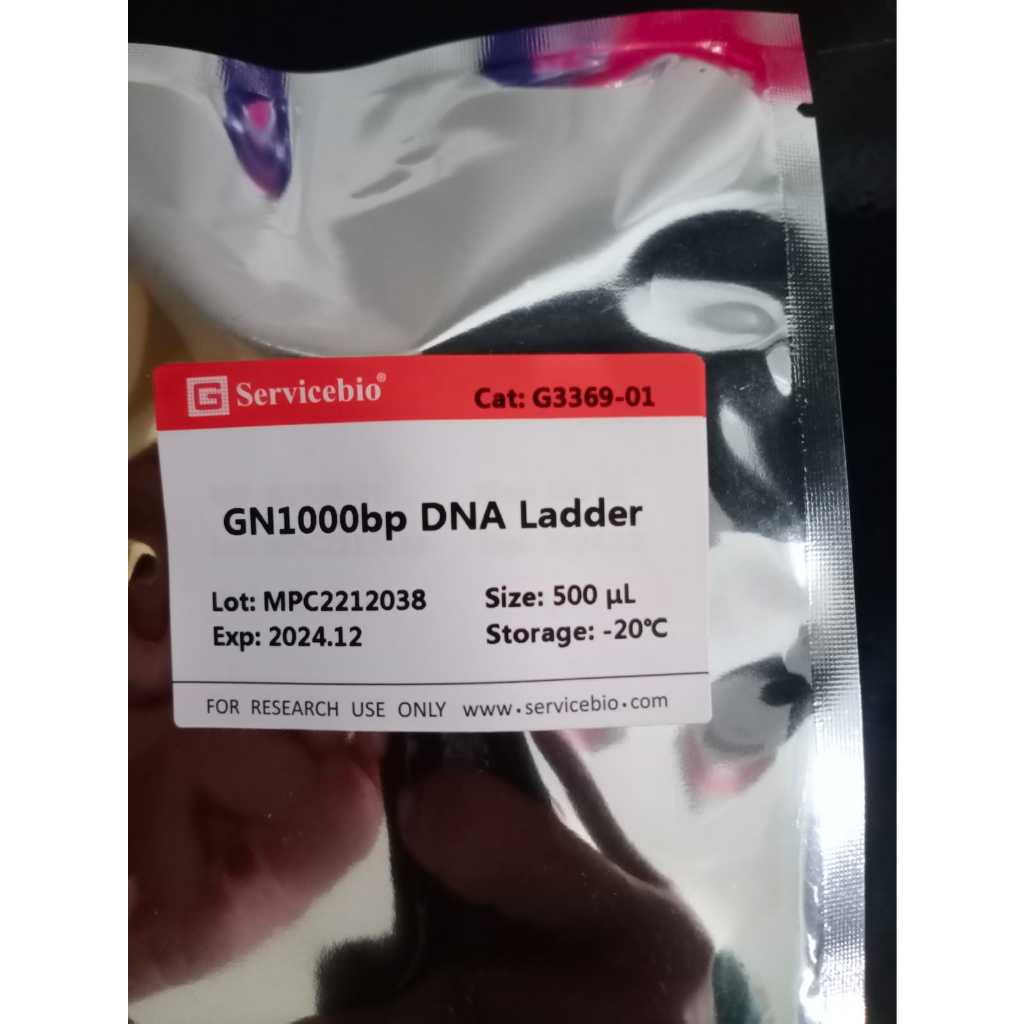 Servicebio®
Cat: G3369-01
GN1000bp DNA Ladder
Lot: MPC2212038
Size: 500 µL
Exp: 2024.12
Storage: -20℃
FOR RESEARCH USE ONLY www.servicebio.com